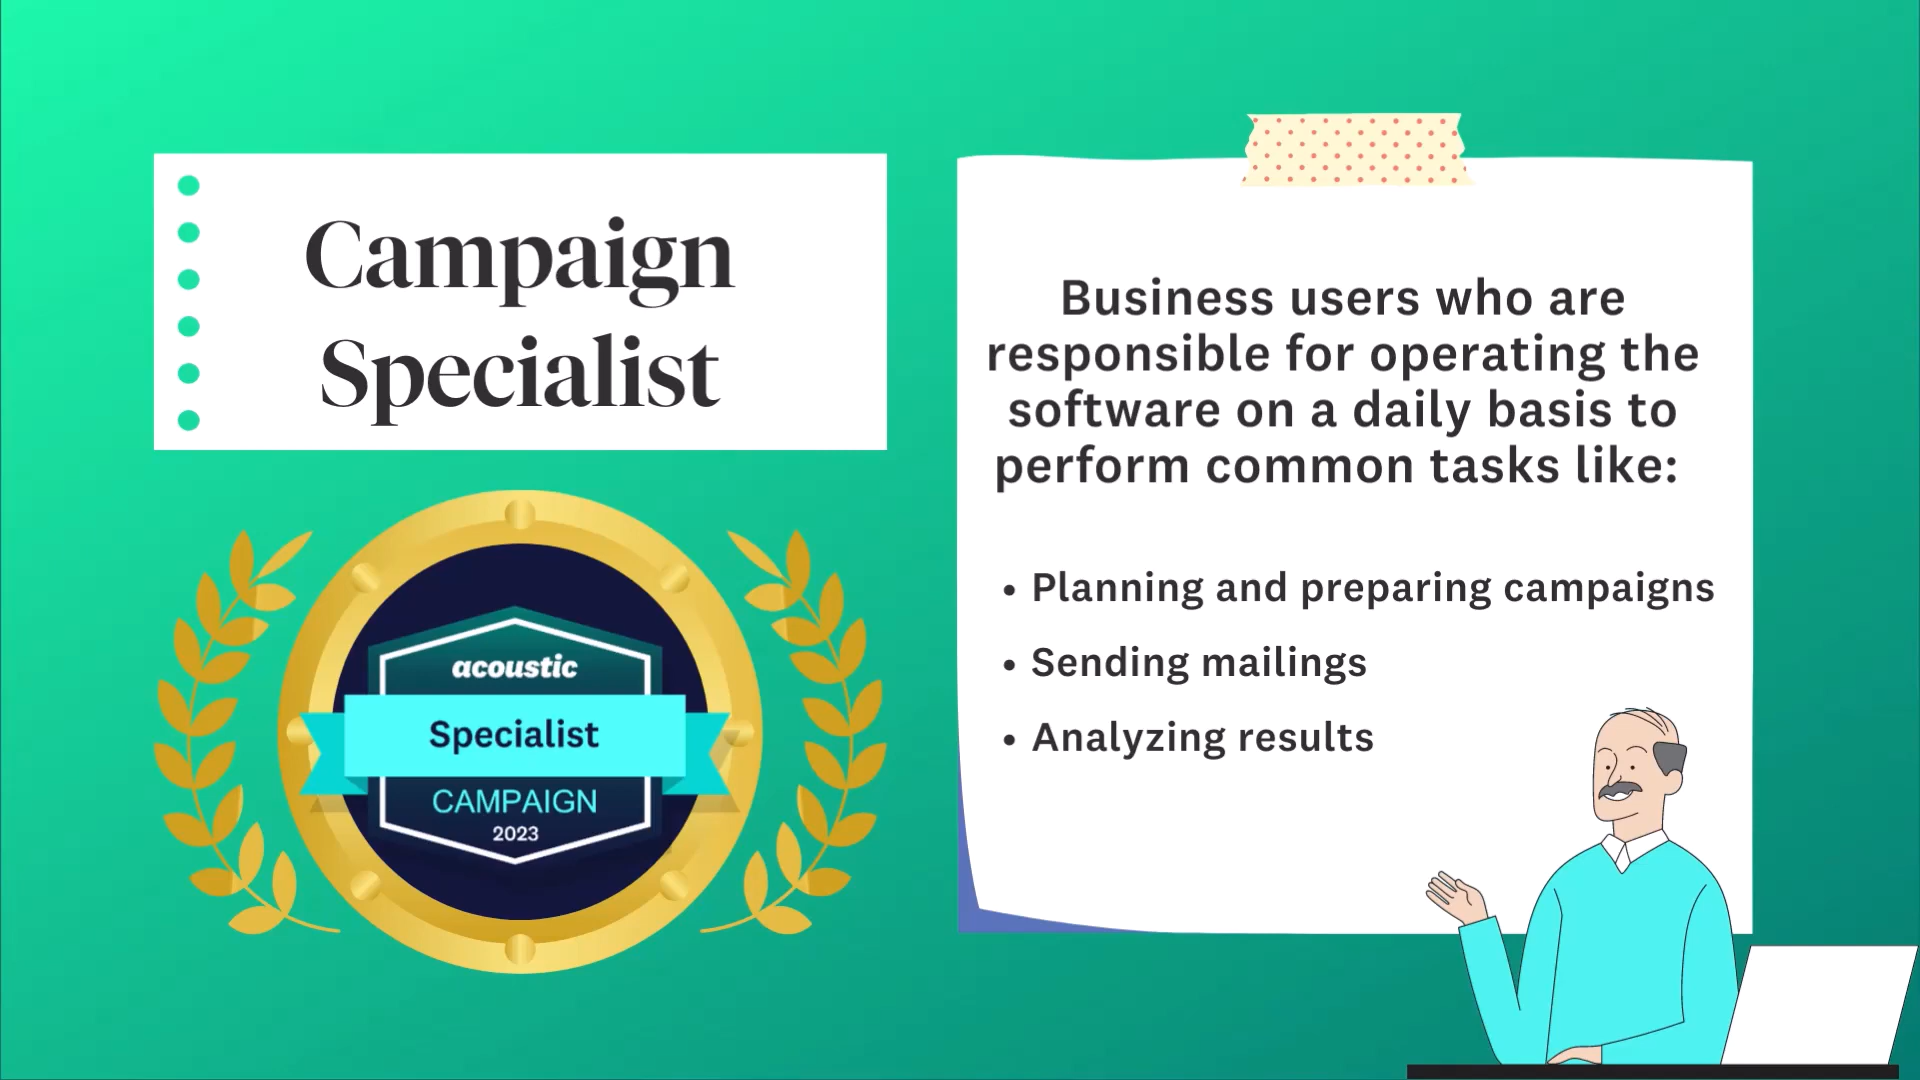 Campaign
Specialist
acoustic
Specialist
CAMPAIGN
2023
Business users who are
responsible for operating the
software on a daily basis to
perform common tasks like:
• Planning and preparing campaigns
• Sending mailings
• Analyzing results